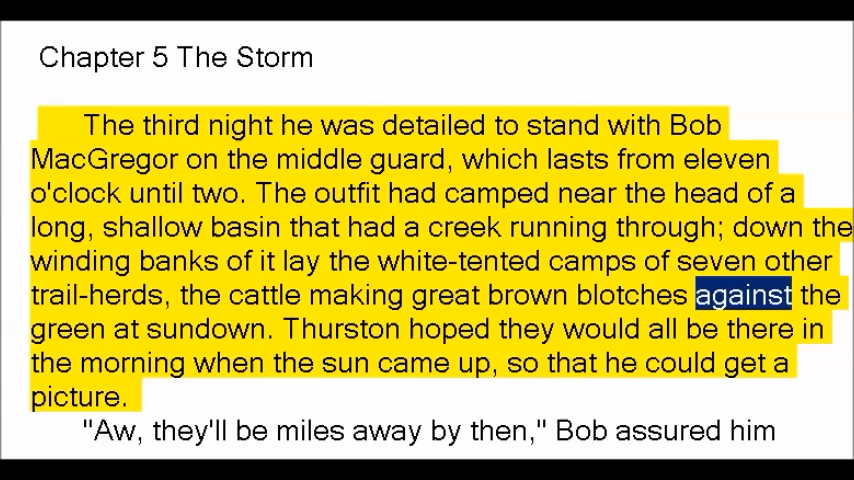 Chapter 5 The Storm
The third night he was detailed to stand with Bob
MacGregor on the middle guard, which lasts from eleven
o'clock until two. The outfit had camped near the head of a
long, shallow basin that had a creek running through; down the
winding banks of it lay the white-tented camps of seven other
trail-herds, the cattle making great brown blotches against the
green at sundown. Thurston hoped they would all be there in
the morning when the sun came up, so that he could get a
picture.
"Aw, they'll be miles away by then," Bob assured him